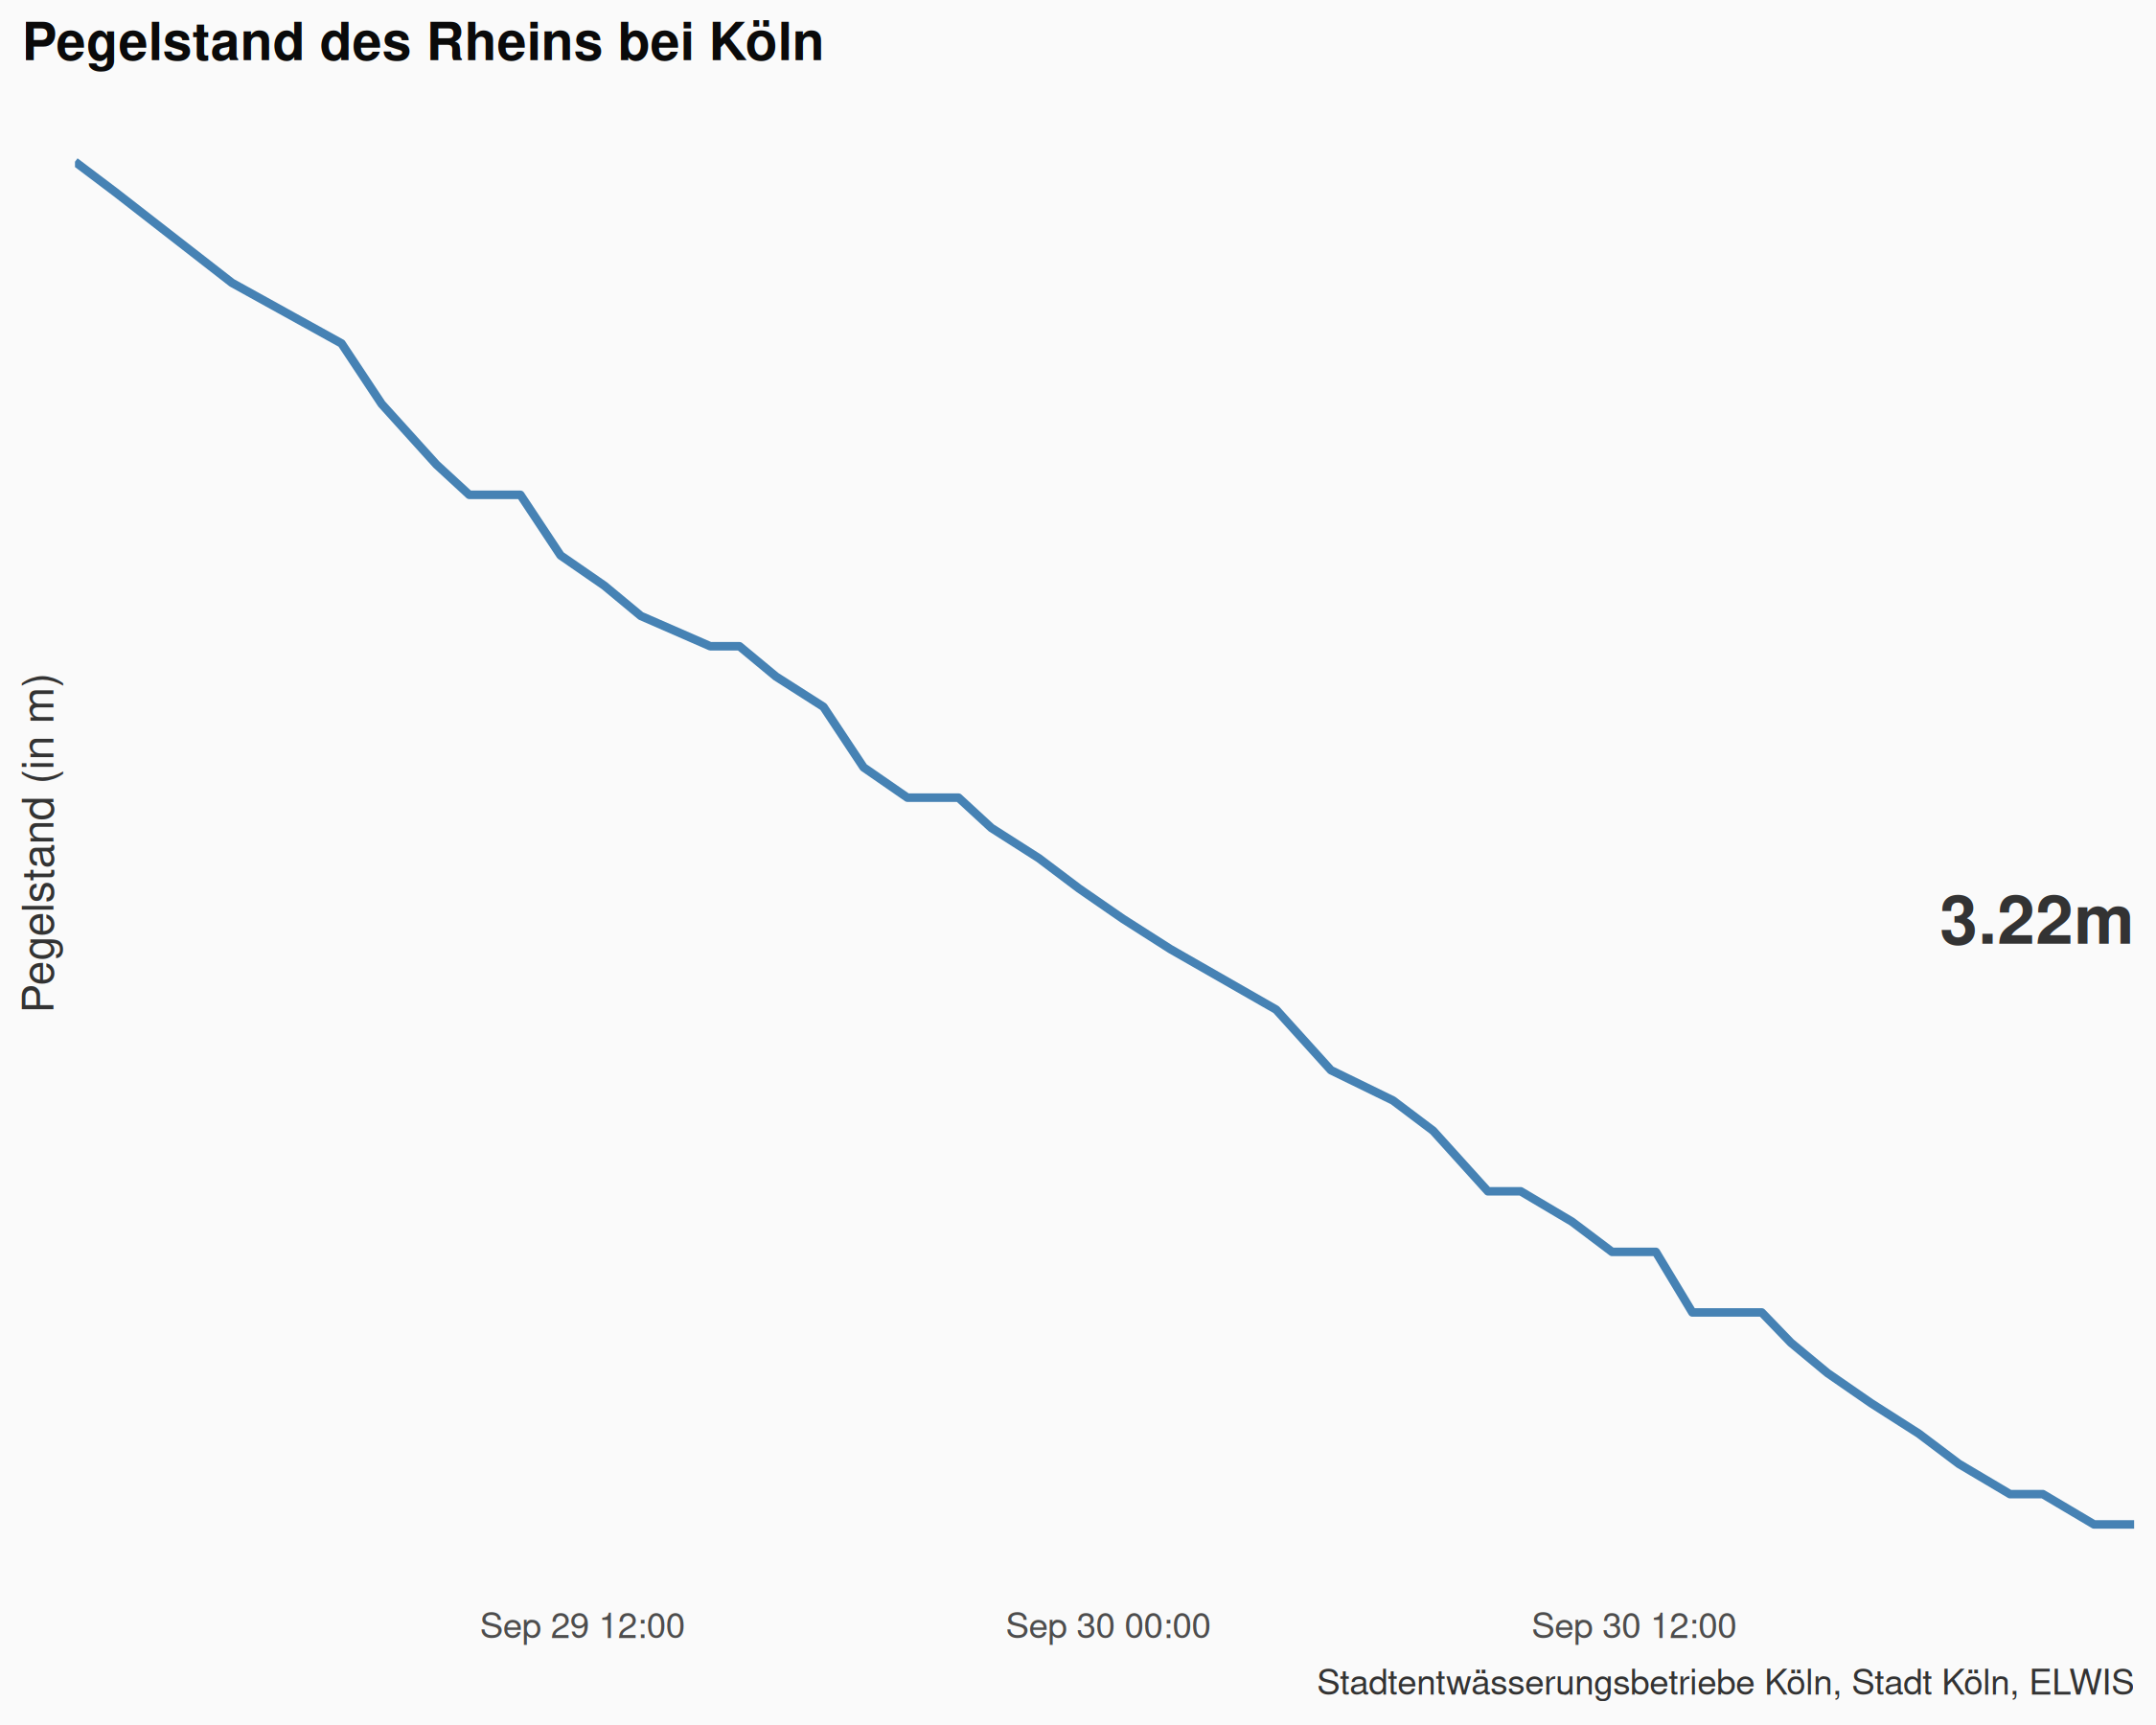 Pegelstand des Rheins bei Köln
Pegelstand (in m)
3.22m
Sep 29 12:00
Sep 30 00:00
Sep 30 12:00
Stadtentwässerungsbetriebe Köln, Stadt Köln, ELWIS